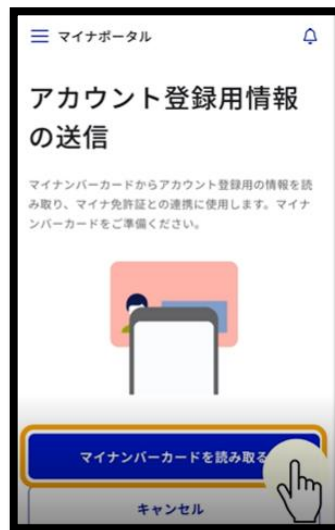 マイナポータル
アカウント登録用情報
の送信
マイナンバーカードからアカウント登録用の情報を読
み取り、マイナ免許証との連携に使用します。マイナ
ンバーカードをご準備ください。
マイナンバーカードを読み取る
キャンセル